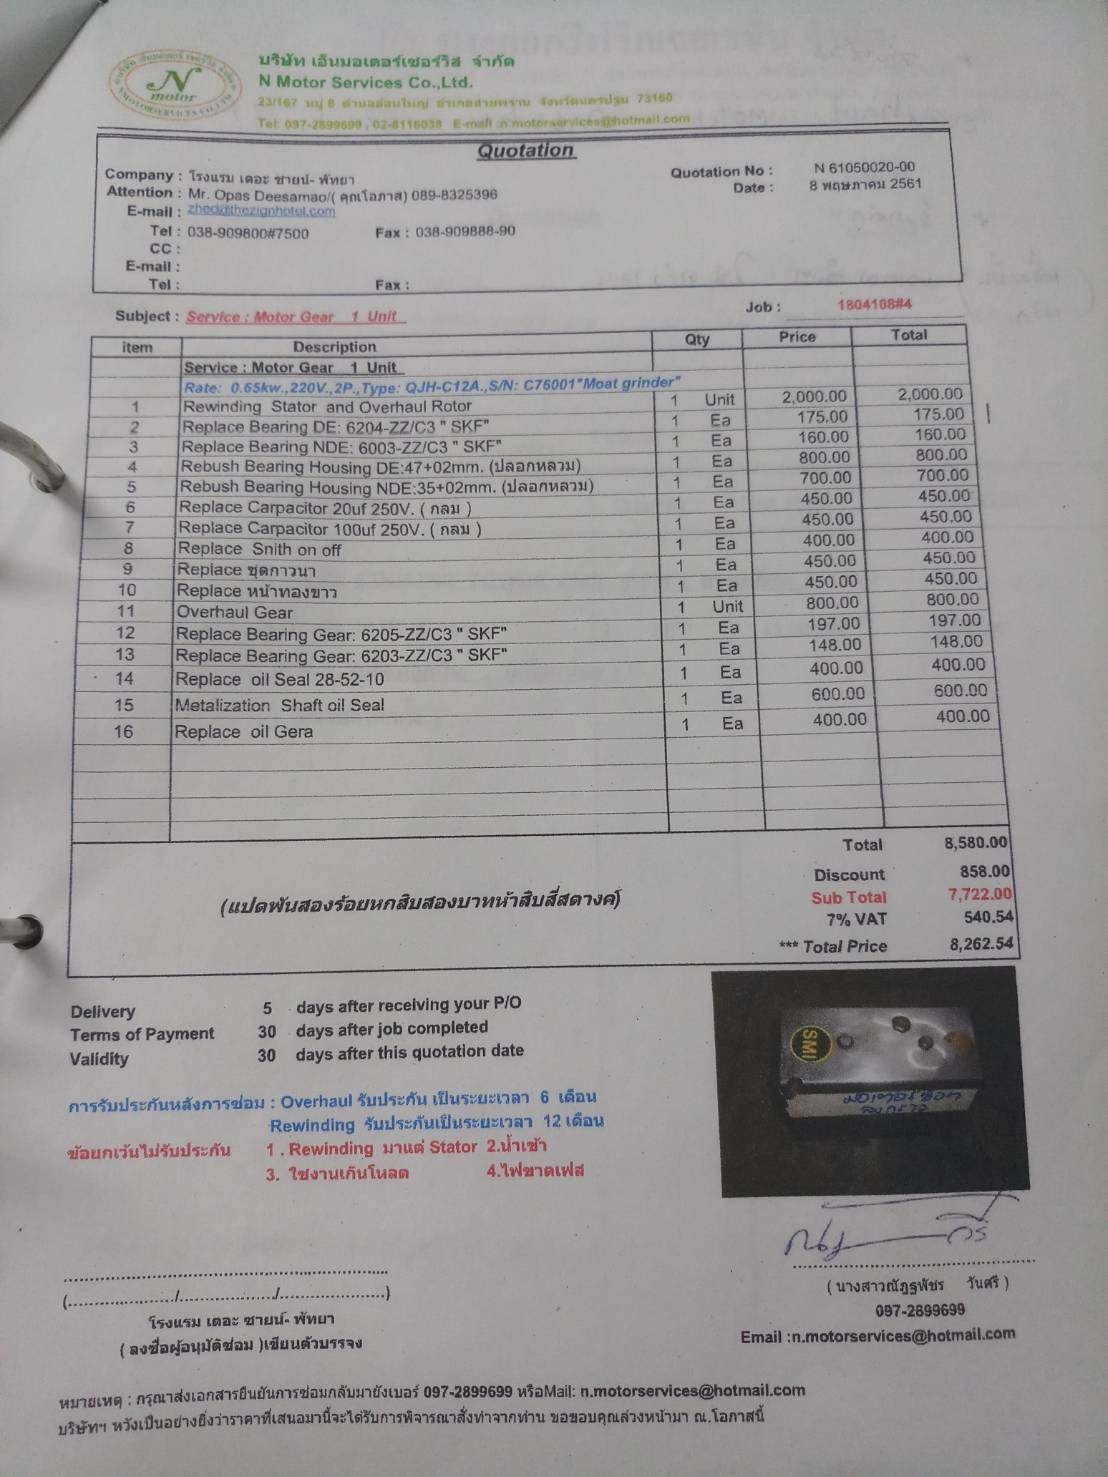 บริษัท เอ็นมอเตอร์เซอร์วิส จำกัด
N Motor Services Co.,Ltd.
23/167 หมู่ 8 ตำบลอ้อมใหญ่ อำเภอสามพราน จังหวัดนครปฐม 73160
Tel: 097-2899699 , 02-8116038 E-mail :n.motorservices@hotmail.com
N
motor
Quotation
Company : โรงแรม เดอะ ซายน์- พัทยา
Quotation No : N 61050020-00
Attention : Mr. Opas Deesamao/( คุณโอภาส) 089-8325396
Date : 8 พฤษภาคม 2561
E-mail : zhed@thezignhotel.com
Tel : 038-909800#7500 Fax : 038-909888-90
CC :
E-mail :
Tel : Fax :
Subject : Service : Motor Gear 1 Unit
Job : 1804108#4
item Description Qty Price Total
Service : Motor Gear 1 Unit
Rate: 0.65kw.,220V.,2P.,Type: QJH-C12A.,S/N: C76001"Moat grinder"
1 Rewinding Stator and Overhaul Rotor 1 Unit 2,000.00 2,000.00
2 Replace Bearing DE: 6204-ZZ/C3 " SKF" 1 Ea 175.00 175.00
3 Replace Bearing NDE: 6003-ZZ/C3 " SKF" 1 Ea 160.00 160.00
4 Rebush Bearing Housing DE:47+02mm. (ปลอกหลวม) 1 Ea 800.00 800.00
5 Rebush Bearing Housing NDE:35+02mm. (ปลอกหลวม) 1 Ea 700.00 700.00
6 Replace Carpacitor 20uf 250V. ( กลม ) 1 Ea 450.00 450.00
7 Replace Carpacitor 100uf 250V. ( กลม ) 1 Ea 450.00 450.00
8 Replace Snith on off 1 Ea 400.00 400.00
9 Replace ชุดกาวนา 1 Ea 450.00 450.00
10 Replace หน้าทองขาว 1 Ea 450.00 450.00
11 Overhaul Gear 1 Unit 800.00 800.00
12 Replace Bearing Gear: 6205-ZZ/C3 " SKF" 1 Ea 197.00 197.00
13 Replace Bearing Gear: 6203-ZZ/C3 " SKF" 1 Ea 148.00 148.00
14 Replace oil Seal 28-52-10 1 Ea 400.00 400.00
15 Metalization Shaft oil Seal 1 Ea 600.00 600.00
16 Replace oil Gera 1 Ea 400.00 400.00
Total 8,580.00
Discount 858.00
(แปดพันสองร้อยหกสิบสองบาทห้าสิบสี่สตางค์)
Sub Total 7,722.00
7% VAT 540.54
*** Total Price 8,262.54
Delivery 5 days after receiving your P/O
Terms of Payment 30 days after job completed
Validity 30 days after this quotation date
SMI
การรับประกันหลังการซ่อม : Overhaul รับประกัน เป็นระยะเวลา 6 เดือน
Rewinding รับประกันเป็นระยะเวลา 12 เดือน
ข้อยกเว้นไม่รับประกัน 1 . Rewinding มาแต่ Stator 2.น้ำเข้า
3. ใช้งานเกินโหลด 4.ไฟขาดเฟส
(............../................../....................)
โรงแรม เดอะ ซายน์- พัทยา
( ลงชื่อผู้อนุมัติซ่อม )เขียนตัวบรรจง
( นางสาวณัฏฐพัชร วันศรี )
097-2899699
Email :n.motorservices@hotmail.com
หมายเหตุ : กรุณาส่งเอกสารยืนยันการซ่อมกลับมายังเบอร์ 097-2899699 หรือMail: n.motorservices@hotmail.com
บริษัทฯ หวังเป็นอย่างยิ่งว่าราคาที่เสนอมานี้จะได้รับการพิจารณาสั่งทำจากท่าน ขอขอบคุณล่วงหน้ามา ณ.โอกาสนี้